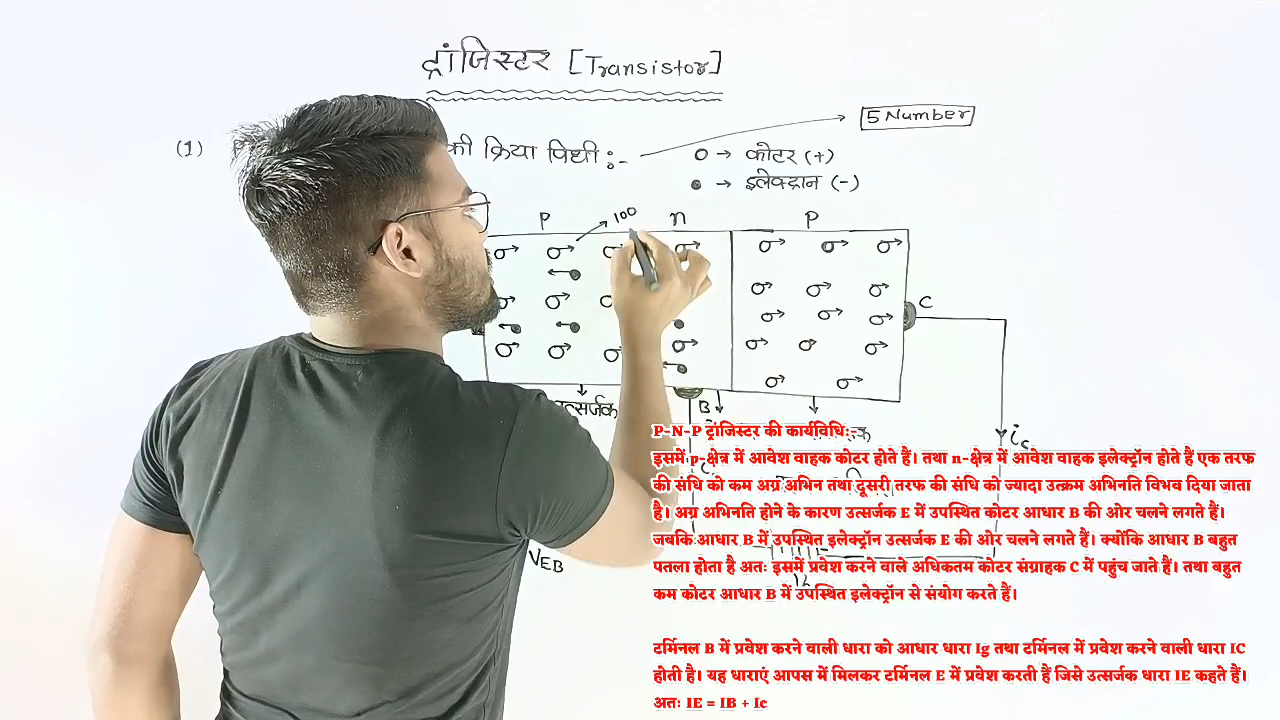 ट्रांजिस्टर [Transistor]
5 Number
(1) की क्रिया विधी :-
o → कोटर (+)
● → इलेक्ट्रान (-)
P 100 n P
C
B
ic
VEB
P-N-P ट्रांजिस्टर की कार्यविधिः-
इसमें p-क्षेत्र में आवेश वाहक कोटर होते हैं। तथा n-क्षेत्र में आवेश वाहक इलेक्ट्रॉन होते हैं एक तरफ
की संधि को कम अग्र अभिन तथा दूसरी तरफ की संधि को ज्यादा उत्क्रम अभिनति विभव दिया जाता
है। अग्र अभिनति होने के कारण उत्सर्जक E में उपस्थित कोटर आधार B की ओर चलने लगते हैं।
जबकि आधार B में उपस्थित इलेक्ट्रॉन उत्सर्जक E की ओर चलने लगते हैं। क्योंकि आधार B बहुत
पतला होता है अतः इसमें प्रवेश करने वाले अधिकतम कोटर संग्राहक C में पहुंच जाते हैं। तथा बहुत
कम कोटर आधार B में उपस्थित इलेक्ट्रॉन से संयोग करते हैं।
टर्मिनल B में प्रवेश करने वाली धारा को आधार धारा Ig तथा टर्मिनल में प्रवेश करने वाली धारा IC
होती है। यह धाराएं आपस में मिलकर टर्मिनल E में प्रवेश करती हैं जिसे उत्सर्जक धारा IE कहते हैं।
अतः IE = IB + Ic